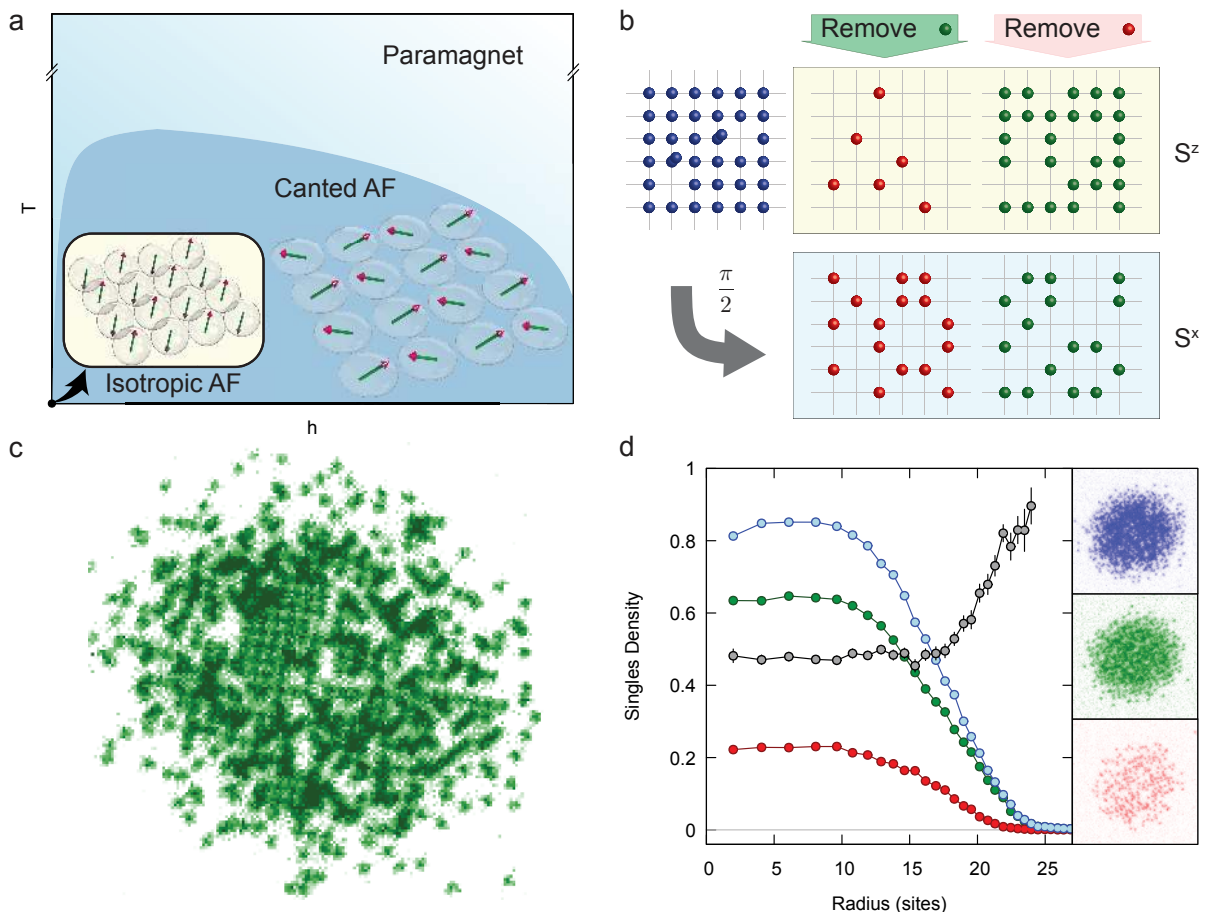 a
Paramagnet
Canted AF
T
Isotropic AF
h
b
Remove
Remove
S^z
π/2
S^x
c
d
1
0.8
0.6
0.4
0.2
0
Singles Density
0 5 10 15 20 25
Radius (sites)